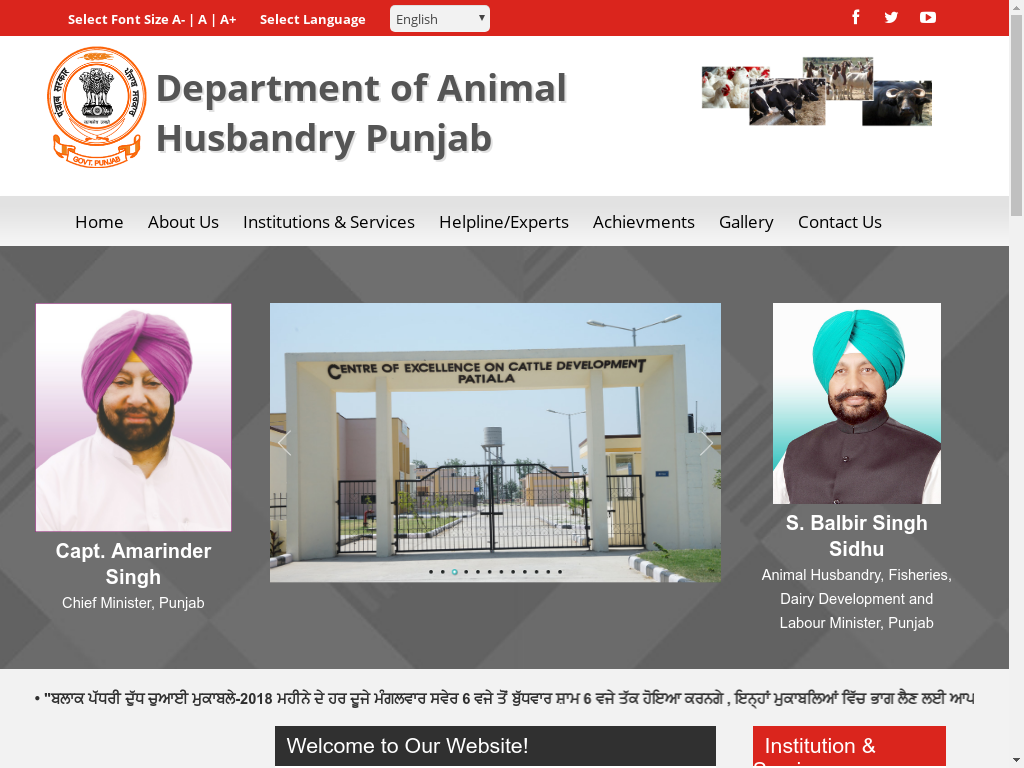 Select Font Size A- | A | A+ Select Language English
Department of Animal
Husbandry Punjab
GOVT. PUNJAB
Home About Us Institutions & Services Helpline/Experts Achievments Gallery Contact Us
CENTRE OF EXCELLENCE ON CATTLE DEVELOPMENT
PATIALA
Capt. Amarinder
Singh
Chief Minister, Punjab
S. Balbir Singh
Sidhu
Animal Husbandry, Fisheries,
Dairy Development and
Labour Minister, Punjab
• "ਬਲਾਕ ਪੱਧਰੀ ਦੁੱਧ ਚੁਆਈ ਮੁਕਾਬਲੇ-2018 ਮਹੀਨੇ ਦੇ ਹਰ ਦੂਜੇ ਮੰਗਲਵਾਰ ਸਵੇਰ 6 ਵਜੇ ਤੋਂ ਬੁੱਧਵਾਰ ਸ਼ਾਮ 6 ਵਜੇ ਤੱਕ ਹੋਇਆ ਕਰਨਗੇ , ਇਨ੍ਹਾਂ ਮੁਕਾਬਲਿਆਂ ਵਿੱਚ ਭਾਗ ਲੈਣ ਲਈ ਆਪ
Welcome to Our Website!
Institution &